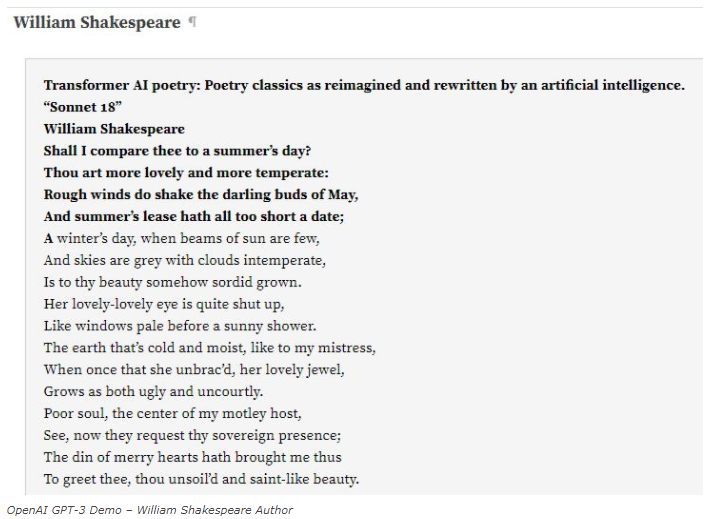 William Shakespeare ¶
Transformer AI poetry: Poetry classics as reimagined and rewritten by an artificial intelligence.
“Sonnet 18”
William Shakespeare
Shall I compare thee to a summer’s day?
Thou art more lovely and more temperate:
Rough winds do shake the darling buds of May,
And summer’s lease hath all too short a date;
A winter’s day, when beams of sun are few,
And skies are grey with clouds intemperate,
Is to thy beauty somehow sordid grown.
Her lovely-lovely eye is quite shut up,
Like windows pale before a sunny shower.
The earth that’s cold and moist, like to my mistress,
When once that she unbrac’d, her lovely jewel,
Grows as both ugly and uncourtly.
Poor soul, the center of my motley host,
See, now they request thy sovereign presence;
The din of merry hearts hath brought me thus
To greet thee, thou unsoil’d and saint-like beauty.
OpenAI GPT-3 Demo – William Shakespeare Author